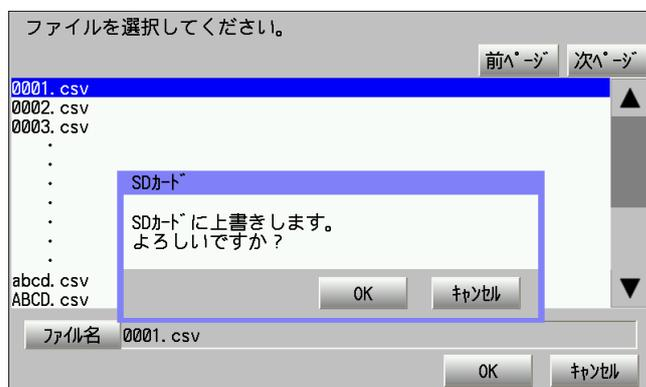 ファイルを選択してください。
前ﾍﾟｰｼﾞ 次ﾍﾟｰｼﾞ
0001.csv
0002.csv
0003.csv
・
・
・
・
・
・
・
SDｶｰﾄﾞ
SDｶｰﾄﾞに上書きします。
よろしいですか？
OK ｷｬﾝｾﾙ
abcd.csv
ABCD.csv
ファイル名 0001.csv
OK ｷｬﾝｾﾙ